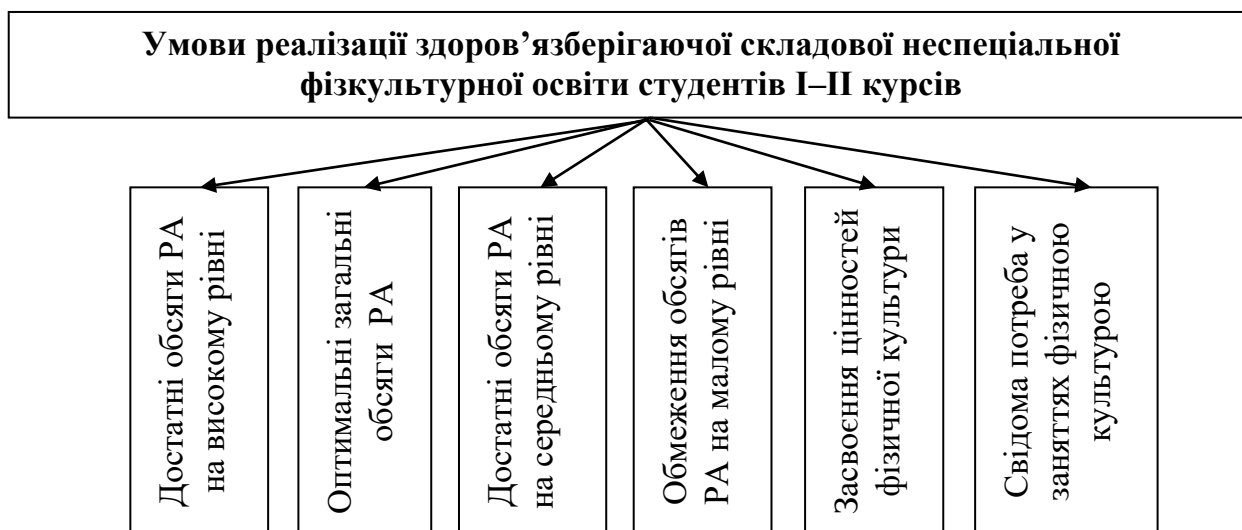 Умови реалізації здоров’язберігаючої складової неспеціальної
фізкультурної освіти студентів І–ІІ курсів
Достатні обсяги РА
на високому рівні
Оптимальні загальні
обсяги РА
Достатні обсяги РА
на середньому рівні
Обмеження обсягів
РА на малому рівні
Засвоєння цінностей
фізичної культури
Свідома потреба у
заняттях фізичною
культурою